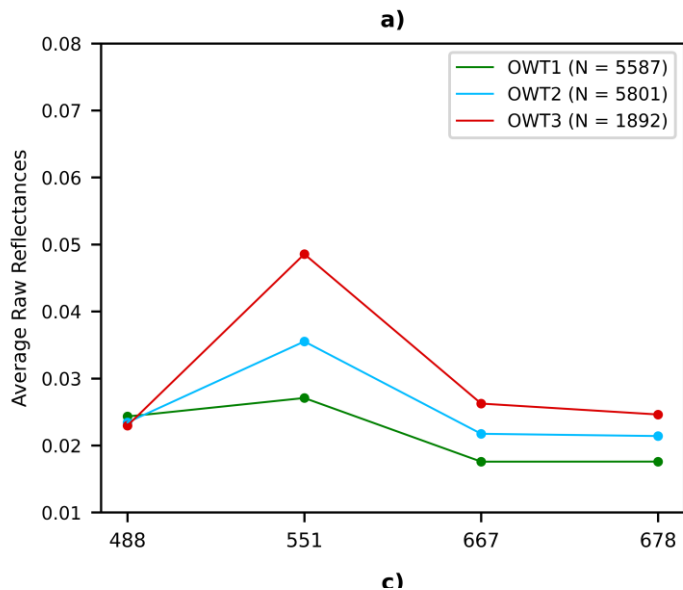 a)
0.08
0.07
0.06
0.05
0.04
0.03
0.02
0.01
Average Raw Reflectances
OWT1 (N = 5587)
OWT2 (N = 5801)
OWT3 (N = 1892)
488 551 667 678
c)